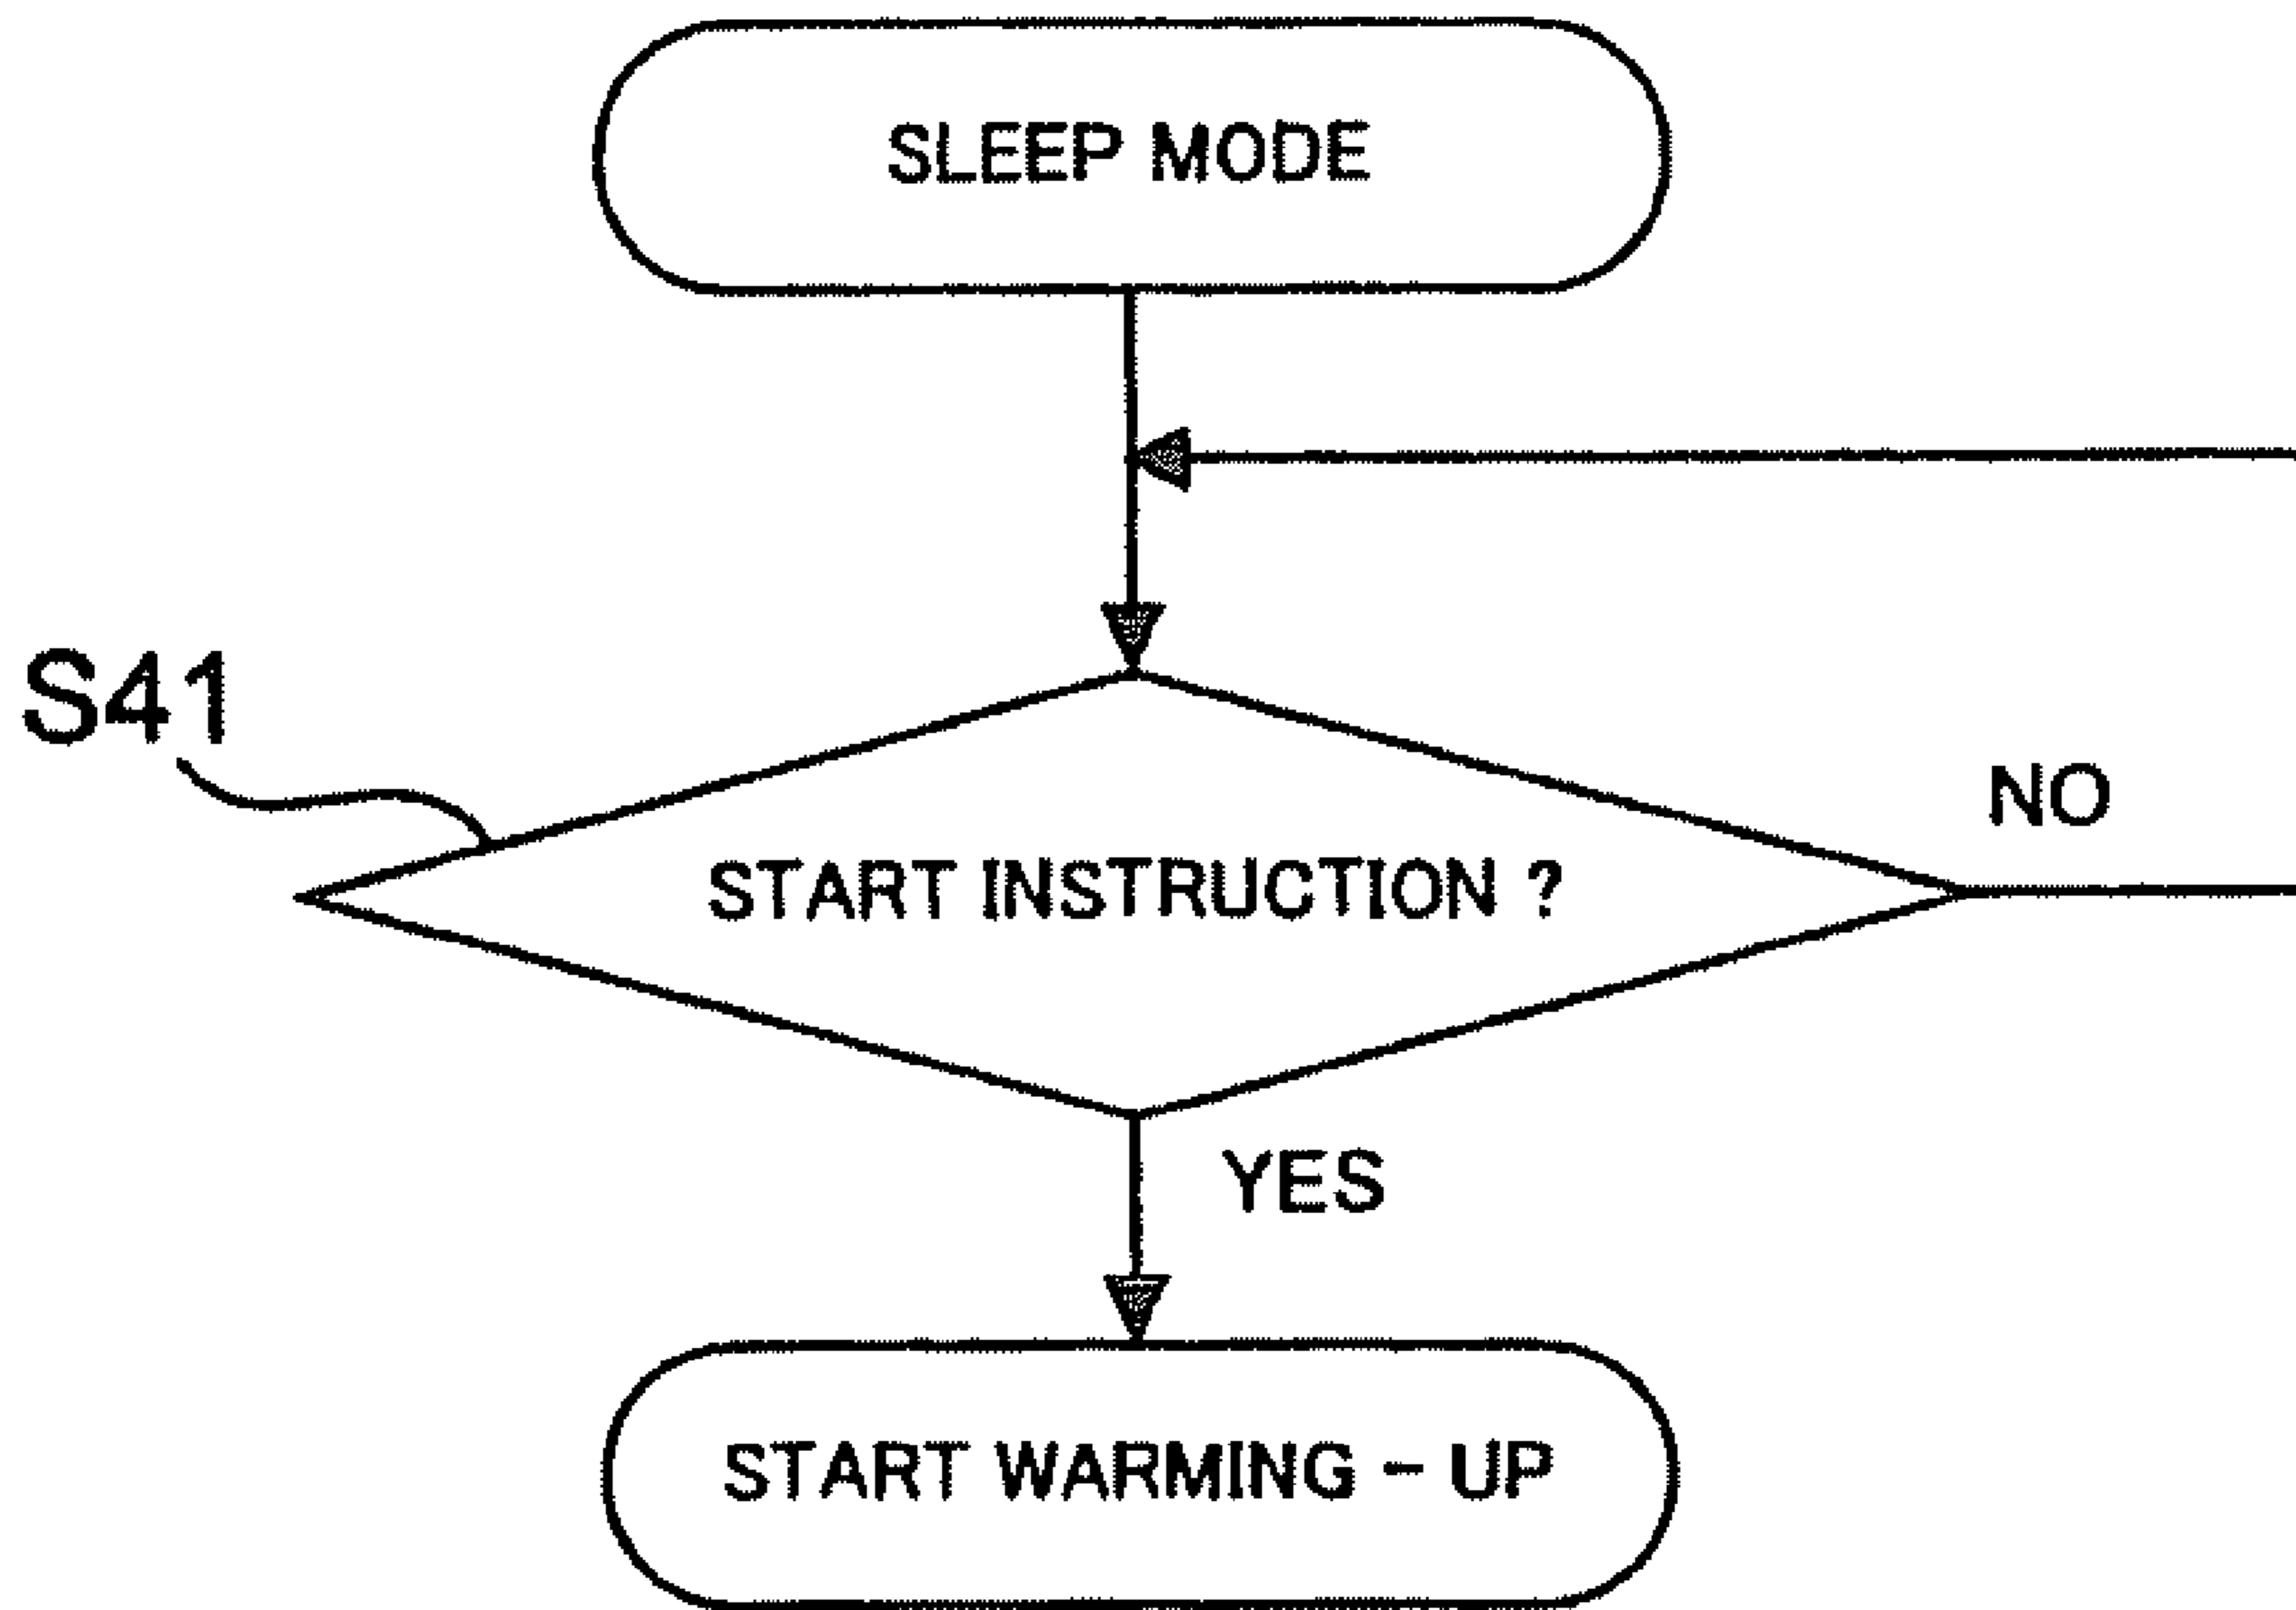 SLEEP MODE
S41
NO
START INSTRUCTION ?
YES
START WARMING - UP